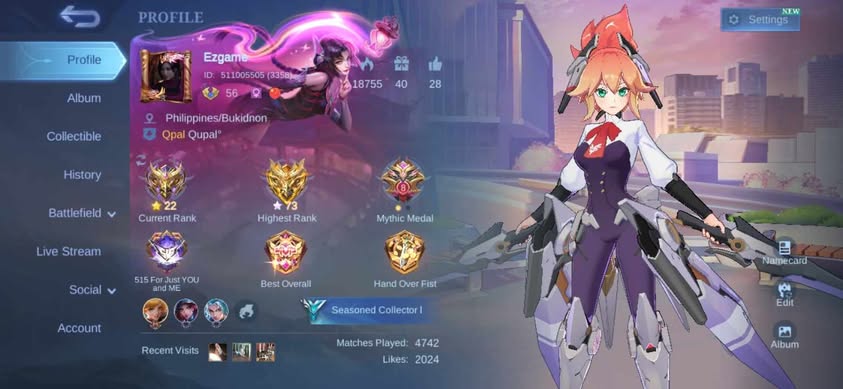 PROFILE
NEW
Settings
Profile
Ezgame
ID: 511005505 (3358)
18755 40 28
56
Album
Philippines/Bukidnon
Qpal Qupal°
Collectible
History
22
Current Rank
73
Highest Rank
8
Mythic Medal
Battlefield
Live Stream
515 For Just YOU
and ME
Best Overall
Hand Over Fist
Social
Seasoned Collector I
Account
Recent Visits
Matches Played: 4742
Likes: 2024
Namecard
Edit
Album